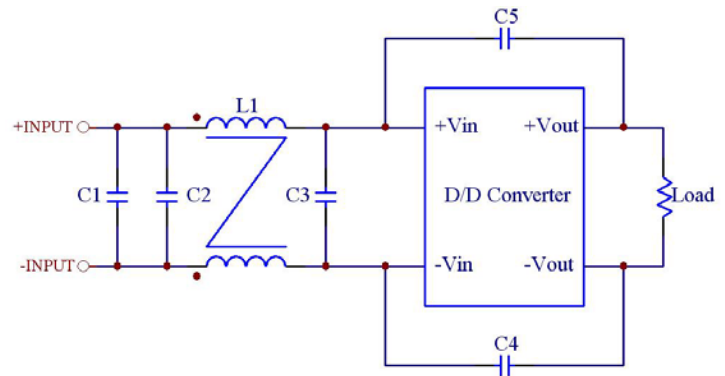 C5
L1
+INPUT
+Vin
+Vout
C1
C2
C3
D/D Converter
Load
-INPUT
-Vin
-Vout
C4